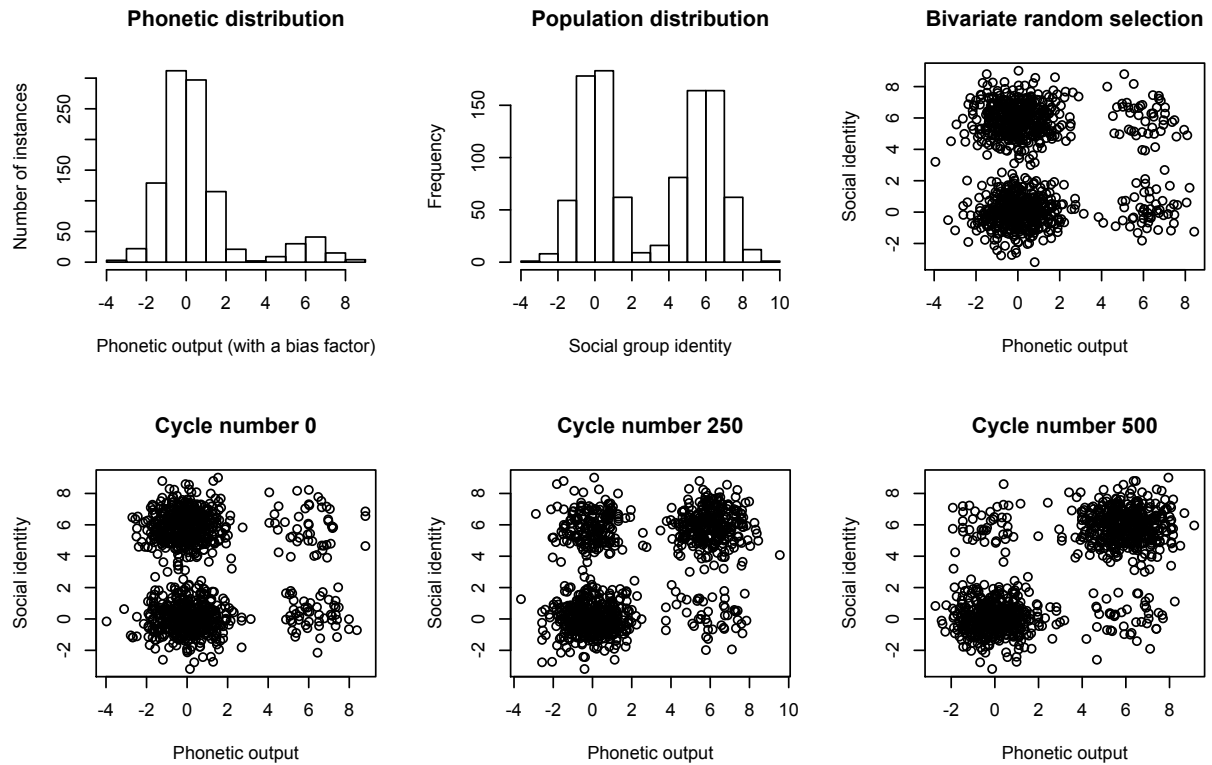 Phonetic distribution
Number of instances
0 50 150 250
-4 -2 0 2 4 6 8
Phonetic output (with a bias factor)
Population distribution
Frequency
0 50 100 150
-4 -2 0 2 4 6 8 10
Social group identity
Bivariate random selection
Social identity
-2 0 2 4 6 8
-4 -2 0 2 4 6 8
Phonetic output
Cycle number 0
Social identity
-2 0 2 4 6 8
-4 -2 0 2 4 6 8
Phonetic output
Cycle number 250
Social identity
-2 0 2 4 6 8
-4 -2 0 2 4 6 8 10
Phonetic output
Cycle number 500
Social identity
-2 0 2 4 6 8
-2 0 2 4 6 8
Phonetic output